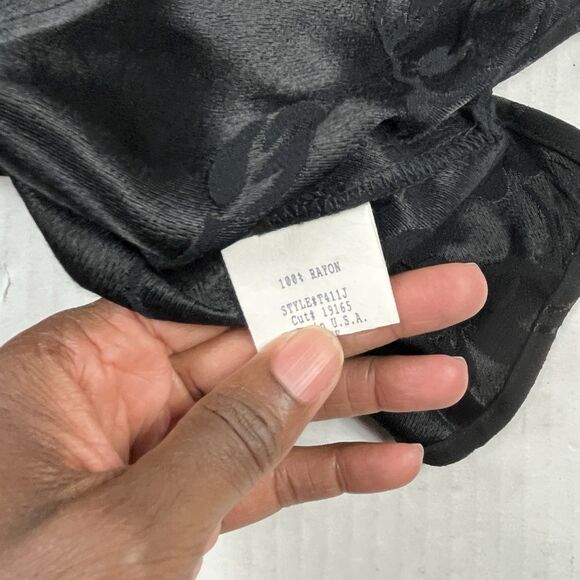 100% RAYON
STYLE#T411J
Cut# 19165
U.S.A.